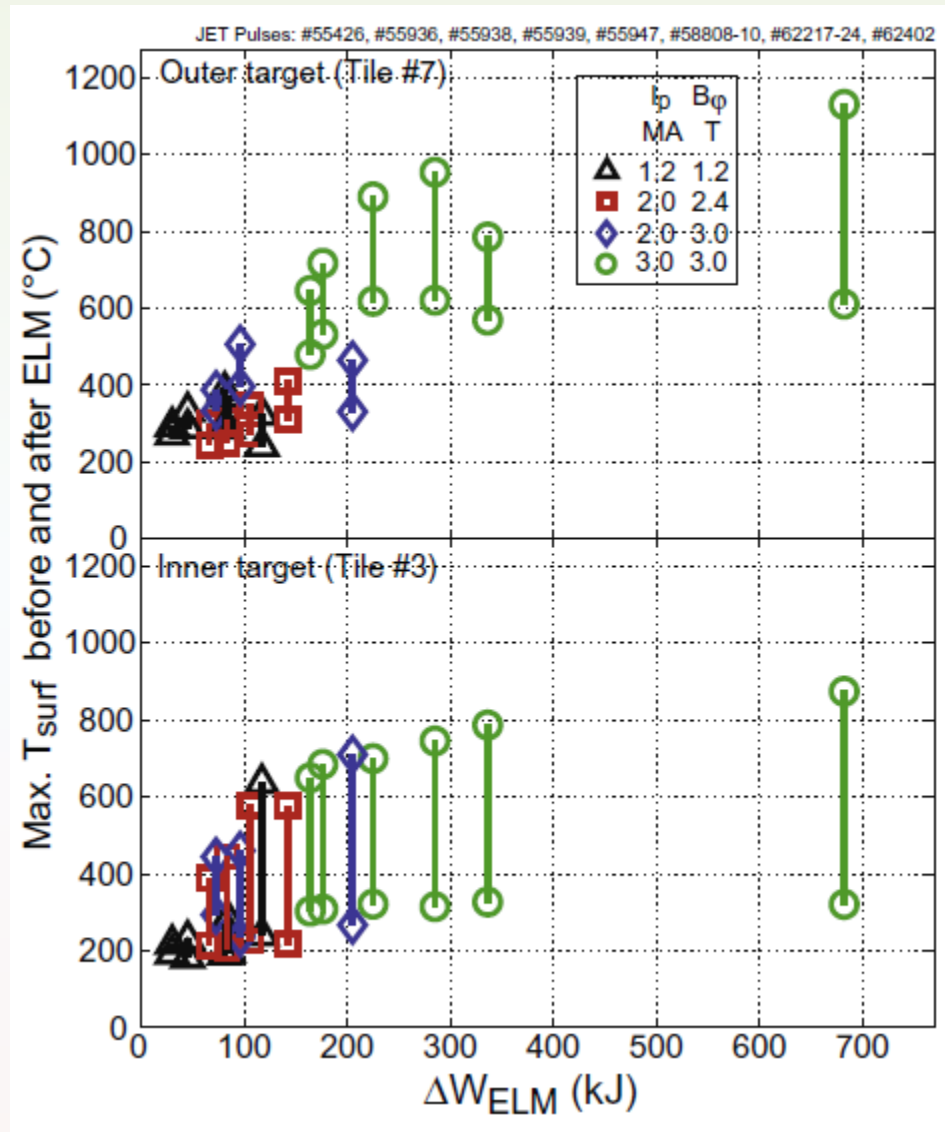 JET Pulses: #55426, #55936, #55938, #55939, #55947, #58808-10, #62217-24, #62402
Outer target (Tile #7)
Ip Bφ
MA T
1.2 1.2
2.0 2.4
2.0 3.0
3.0 3.0
1200
1000
800
600
400
200
0
Inner target (Tile #3)
1200
1000
800
600
400
200
0
Max. Tsurf before and after ELM (°C)
0 100 200 300 400 500 600 700
ΔWELM (kJ)